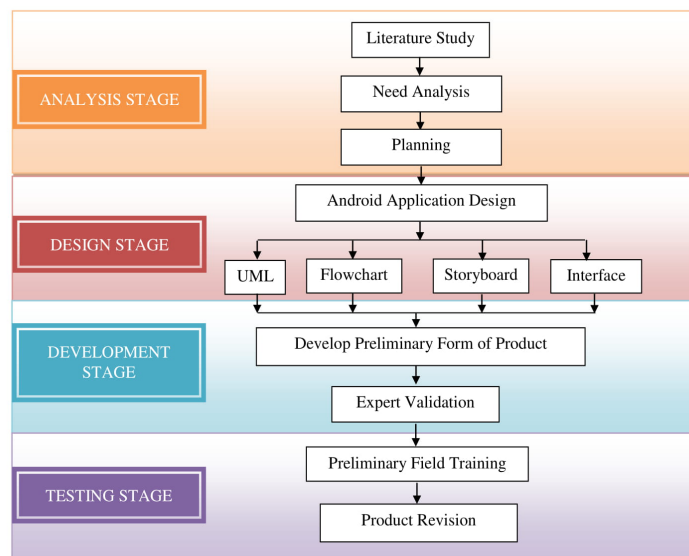 Literature Study
ANALYSIS STAGE
Need Analysis
Planning
Android Application Design
DESIGN STAGE
UML
Flowchart
Storyboard
Interface
DEVELOPMENT
STAGE
Develop Preliminary Form of Product
Expert Validation
Preliminary Field Training
TESTING STAGE
Product Revision